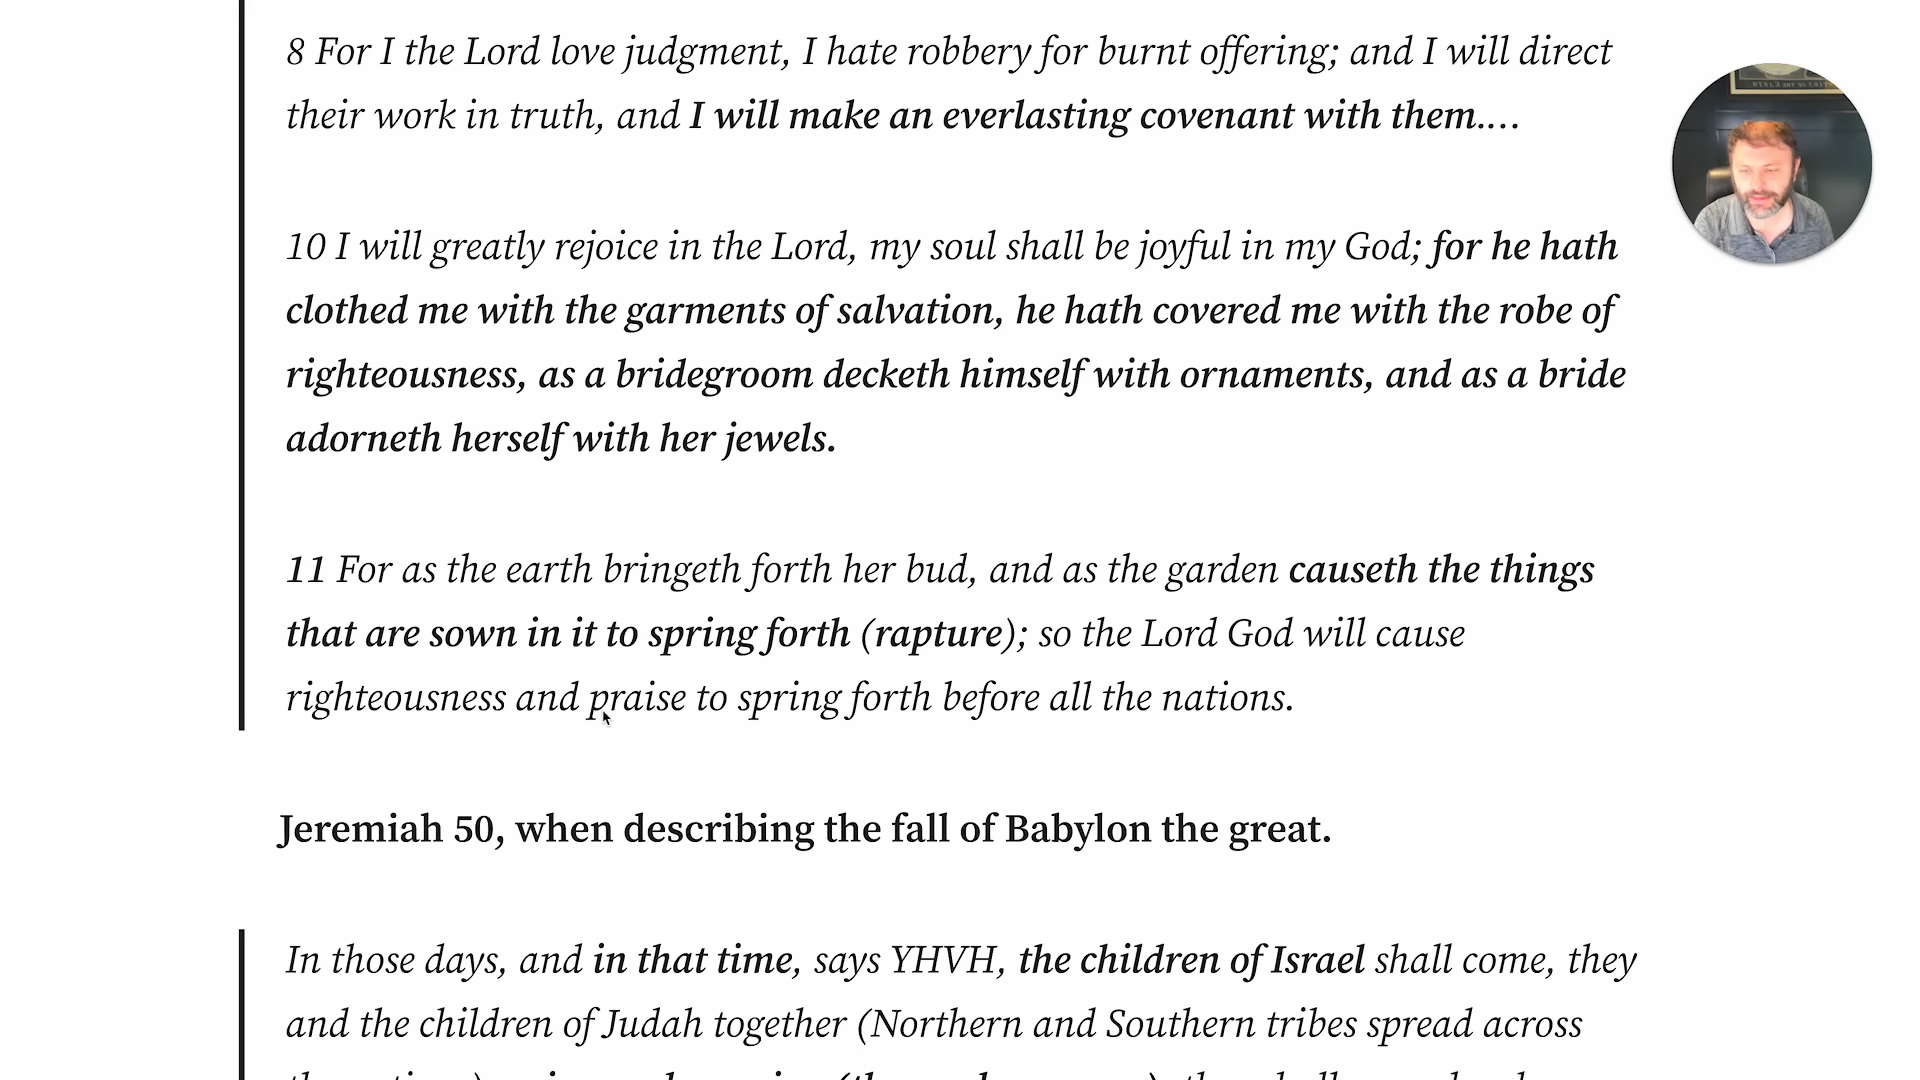 8 For I the Lord love judgment, I hate robbery for burnt offering; and I will direct
their work in truth, and I will make an everlasting covenant with them....
10 I will greatly rejoice in the Lord, my soul shall be joyful in my God; for he hath
clothed me with the garments of salvation, he hath covered me with the robe of
righteousness, as a bridegroom decketh himself with ornaments, and as a bride
adorneth herself with her jewels.
11 For as the earth bringeth forth her bud, and as the garden causeth the things
that are sown in it to spring forth (rapture); so the Lord God will cause
righteousness and praise to spring forth before all the nations.
Jeremiah 50, when describing the fall of Babylon the great.
In those days, and in that time, says YHVH, the children of Israel shall come, they
and the children of Judah together (Northern and Southern tribes spread across